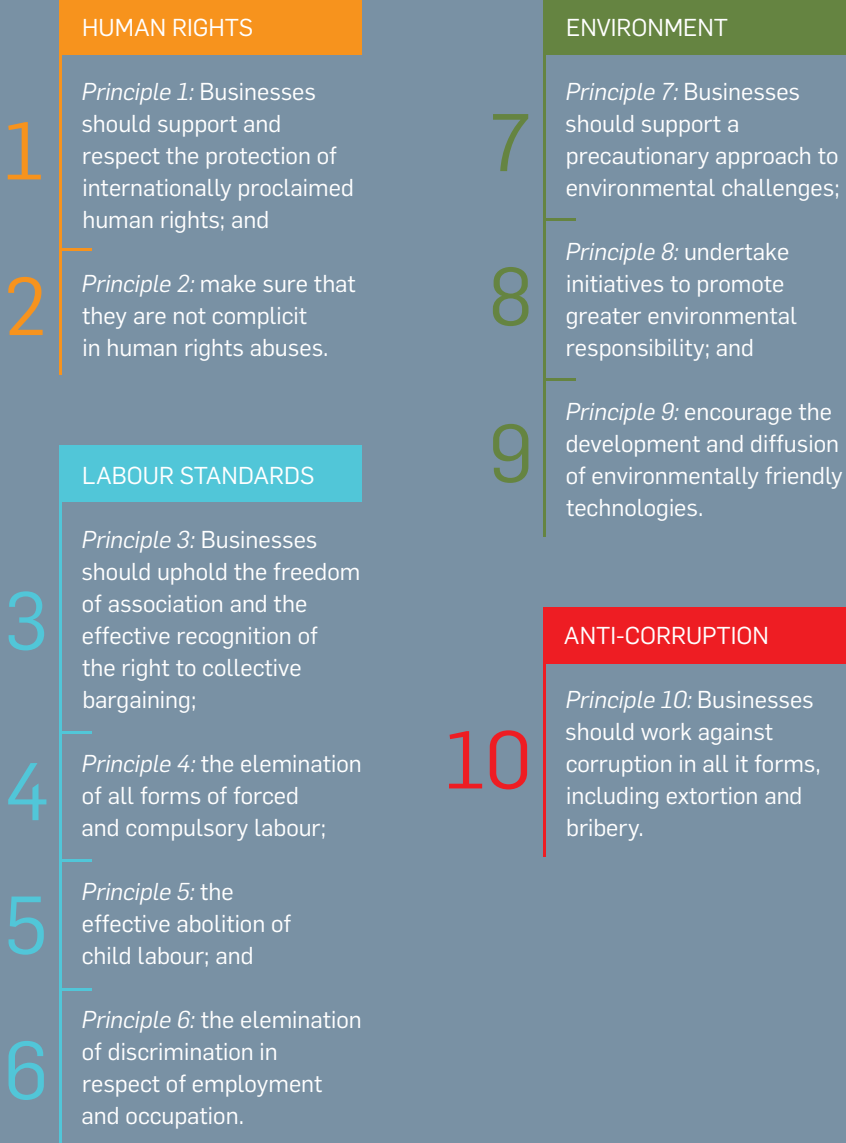 HUMAN RIGHTS
1
Principle 1: Businesses
should support and
respect the protection of
internationally proclaimed
human rights; and
2
Principle 2: make sure that
they are not complicit
in human rights abuses.
LABOUR STANDARDS
3
Principle 3: Businesses
should uphold the freedom
of association and the
effective recognition of
the right to collective
bargaining;
4
Principle 4: the elemination
of all forms of forced
and compulsory labour;
5
Principle 5: the
effective abolition of
child labour; and
6
Principle 6: the elemination
of discrimination in
respect of employment
and occupation.
ENVIRONMENT
7
Principle 7: Businesses
should support a
precautionary approach to
environmental challenges;
8
Principle 8: undertake
initiatives to promote
greater environmental
responsibility; and
9
Principle 9: encourage the
development and diffusion
of environmentally friendly
technologies.
ANTI-CORRUPTION
10
Principle 10: Businesses
should work against
corruption in all it forms,
including extortion and
bribery.